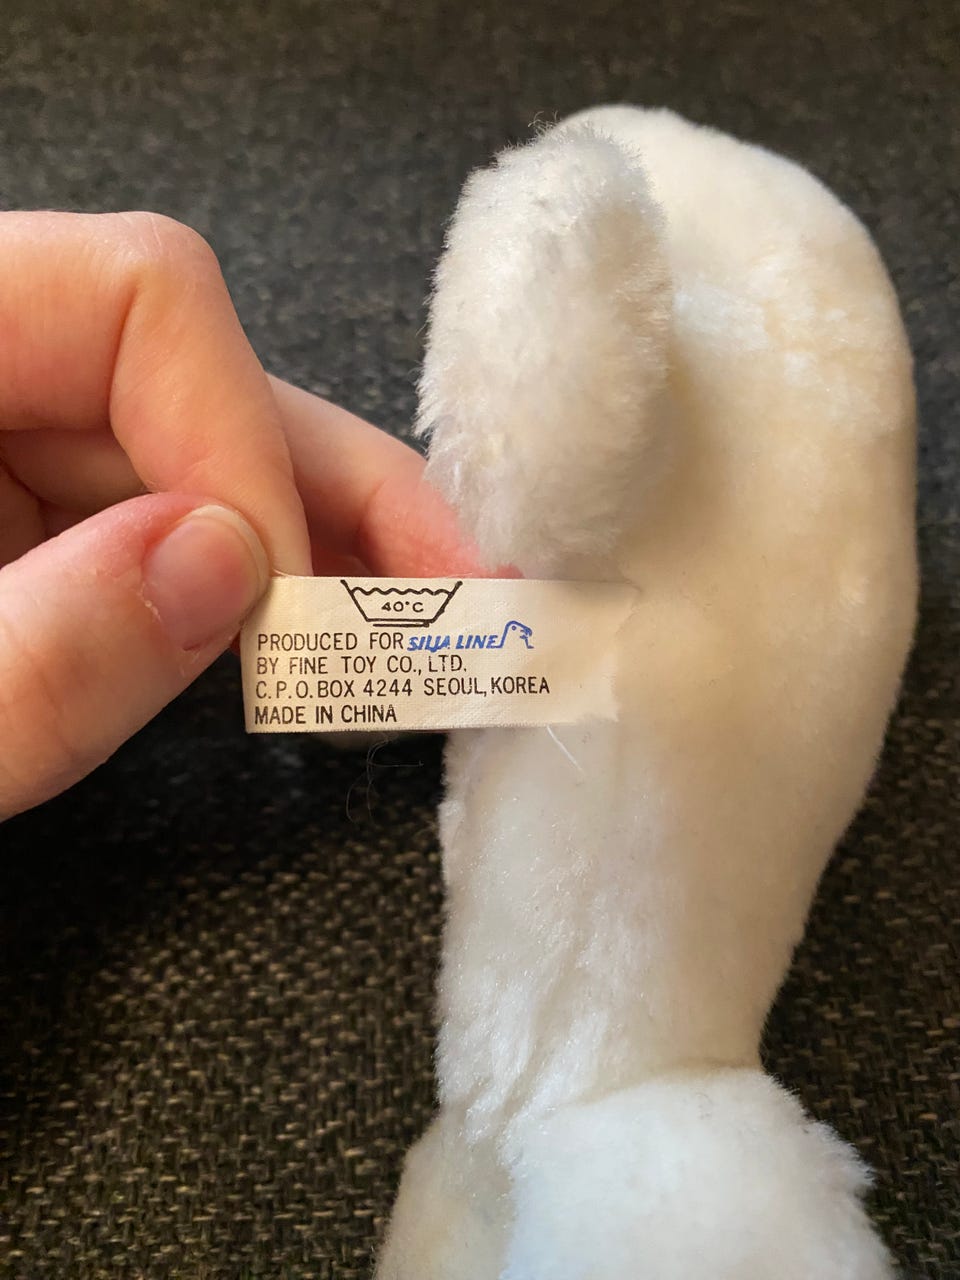 40°C
PRODUCED FOR SILJA LINE
BY FINE TOY CO., LTD.
C.P.O. BOX 4244 SEOUL, KOREA
MADE IN CHINA